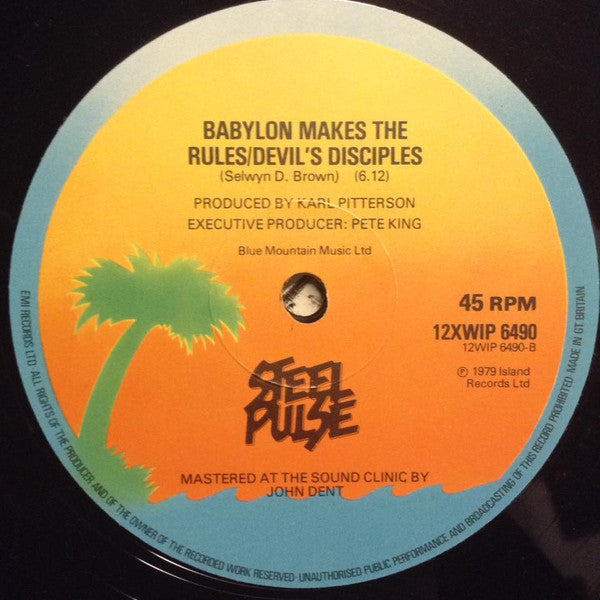 BABYLON MAKES THE
RULES/DEVIL'S DISCIPLES
(Selwyn D. Brown) (6.12)
PRODUCED BY KARL PITTERSON
EXECUTIVE PRODUCER: PETE KING
Blue Mountain Music Ltd
45 RPM
12XWIP 6490
12WIP 6490-B
℗ 1979 Island
Records Ltd
STEEL
PULSE
MASTERED AT THE SOUND CLINIC BY
JOHN DENT
EMI RECORDS LTD. ALL RIGHTS OF THE PRODUCER AND OF THE OWNER OF THE RECORDED WORK RESERVED · UNAUTHORISED PUBLIC PERFORMANCE AND BROADCASTING OF THIS RECORD PROHIBITED. MADE IN GT. BRITAIN